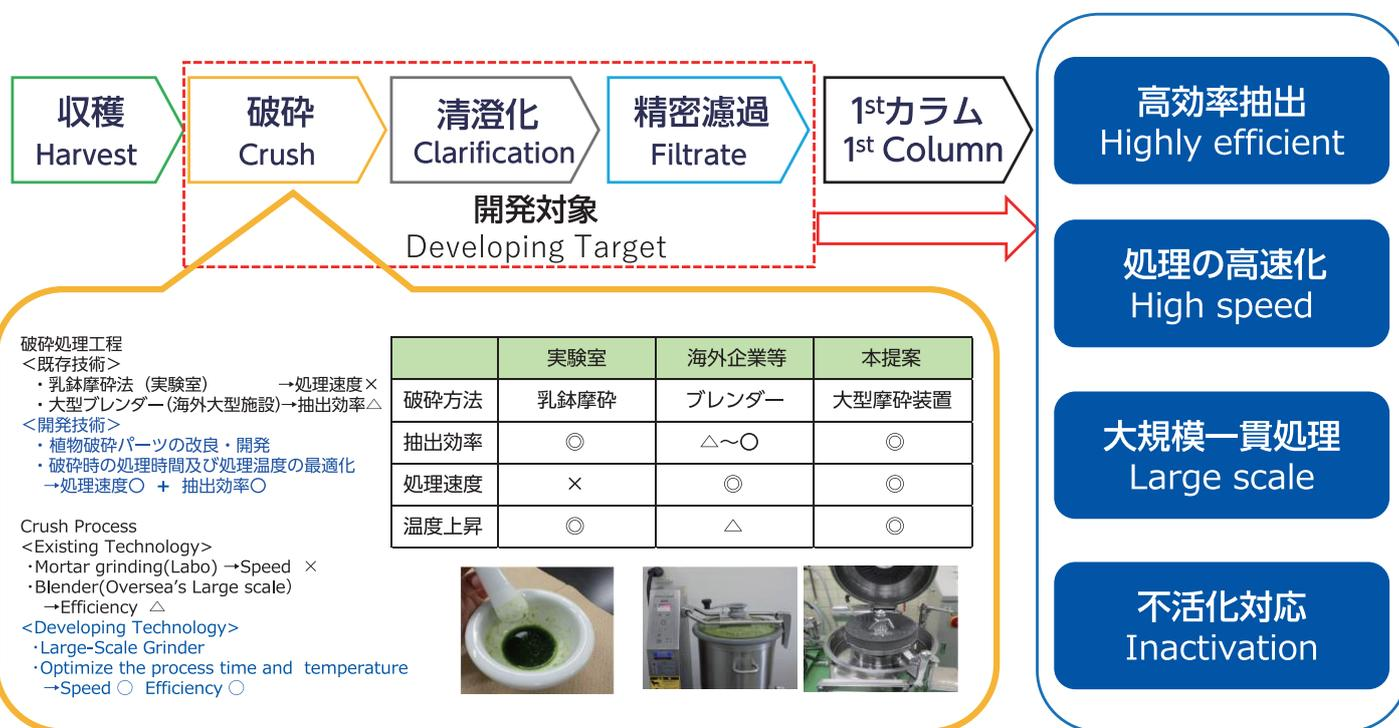 収穫
Harvest
破砕
Crush
清澄化
Clarification
精密濾過
Filtrate
1stカラム
1st Column
開発対象
Developing Target
高効率抽出
Highly efficient
処理の高速化
High speed
大規模一貫処理
Large scale
不活化対応
Inactivation
破砕処理工程
<既存技術>
・乳鉢摩砕法（実験室） →処理速度×
・大型ブレンダー(海外大型施設)→抽出効率△
<開発技術>
・植物破砕パーツの改良・開発
・破砕時の処理時間及び処理温度の最適化
→処理速度〇 + 抽出効率〇
Crush Process
<Existing Technology>
・Mortar grinding(Labo) →Speed ×
・Blender(Oversea's Large scale)
→Efficiency △
<Developing Technology>
・Large-Scale Grinder
・Optimize the process time and temperature
→Speed 〇 Efficiency 〇
実験室 海外企業等 本提案
破砕方法 乳鉢摩砕 ブレンダー 大型摩砕装置
抽出効率 ◎ △～〇 ◎
処理速度 × ◎ ◎
温度上昇 ◎ △ ◎